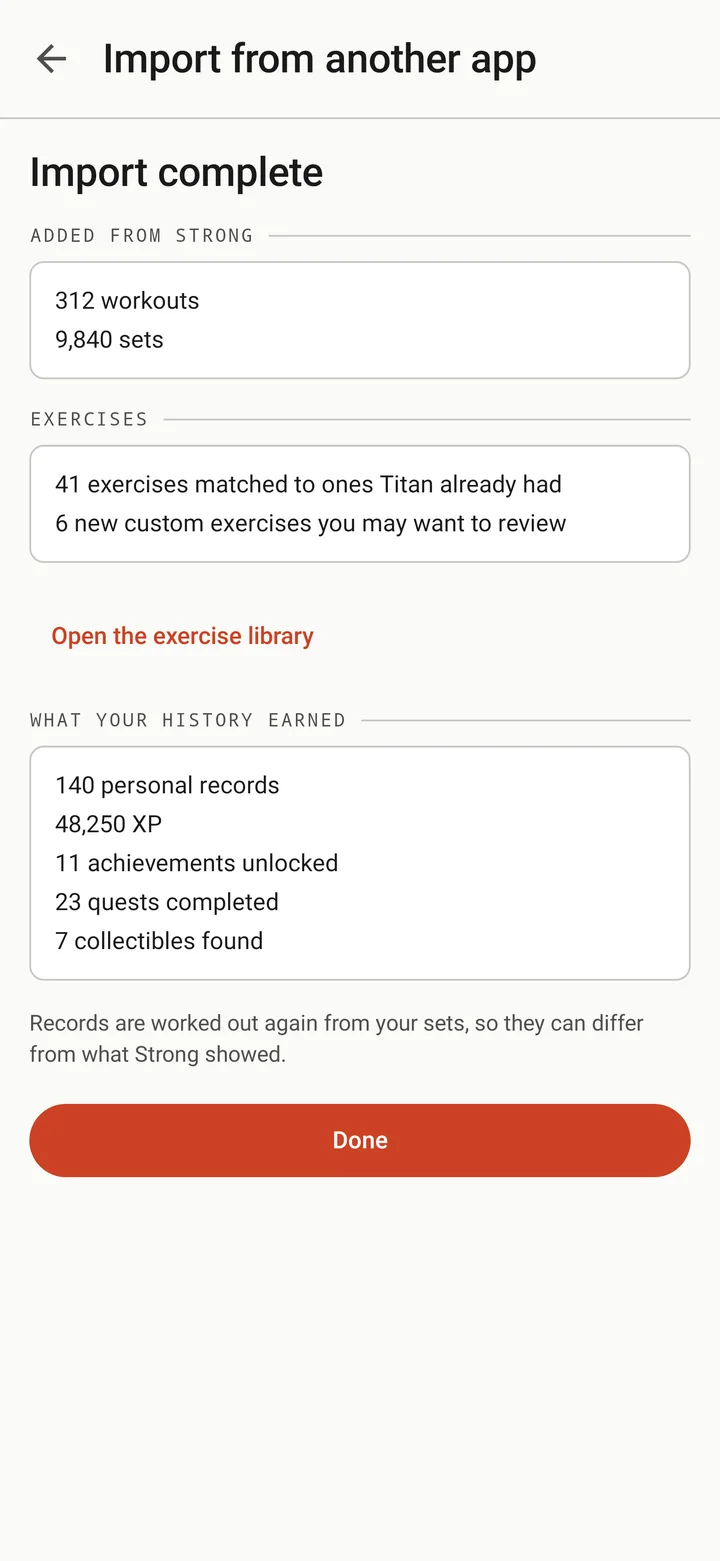 Import from another app
Import complete
ADDED FROM STRONG
312 workouts
9,840 sets
EXERCISES
41 exercises matched to ones Titan already had
6 new custom exercises you may want to review
Open the exercise library
WHAT YOUR HISTORY EARNED
140 personal records
48,250 XP
11 achievements unlocked
23 quests completed
7 collectibles found
Records are worked out again from your sets, so they can differ
from what Strong showed.
Done